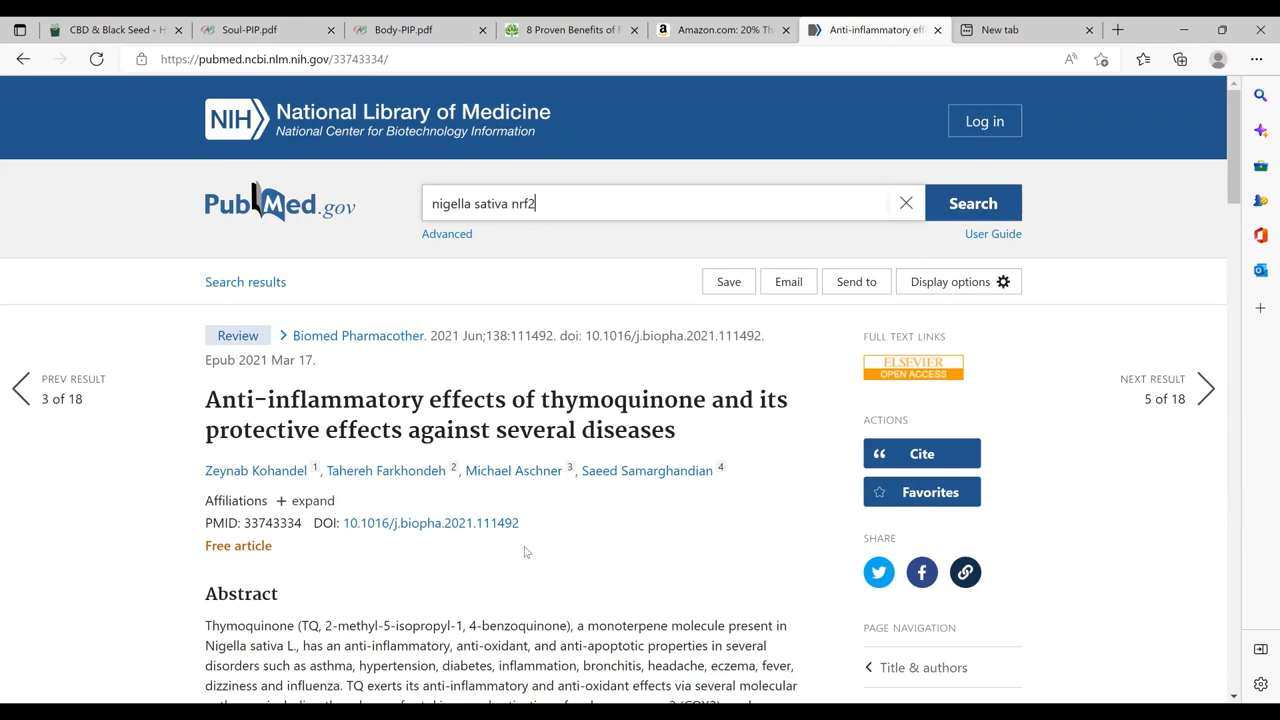 CBD & Black Seed - H
Soul-PIP.pdf
Body-PIP.pdf
8 Proven Benefits of F
Amazon.com: 20% Th
Anti-inflammatory eff
New tab
https://pubmed.ncbi.nlm.nih.gov/33743334/
NIH
National Library of Medicine
National Center for Biotechnology Information
Log in
PubMed.gov
nigella sativa nrf2
Search
Advanced
User Guide
Search results
Save
Email
Send to
Display options
Review
Biomed Pharmacother. 2021 Jun;138:111492. doi: 10.1016/j.biopha.2021.111492.
Epub 2021 Mar 17.
PREV RESULT
3 of 18
NEXT RESULT
5 of 18
Anti-inflammatory effects of thymoquinone and its
protective effects against several diseases
Zeynab Kohandel 1, Tahereh Farkhondeh 2, Michael Aschner 3, Saeed Samarghandian 4
Affiliations + expand
PMID: 33743334 DOI: 10.1016/j.biopha.2021.111492
Free article
Abstract
Thymoquinone (TQ, 2-methyl-5-isopropyl-1, 4-benzoquinone), a monoterpene molecule present in
Nigella sativa L., has an anti-inflammatory, anti-oxidant, and anti-apoptotic properties in several
disorders such as asthma, hypertension, diabetes, inflammation, bronchitis, headache, eczema, fever,
dizziness and influenza. TQ exerts its anti-inflammatory and anti-oxidant effects via several molecular
FULL TEXT LINKS
ELSEVIER
OPEN ACCESS
ACTIONS
Cite
Favorites
SHARE
PAGE NAVIGATION
Title & authors